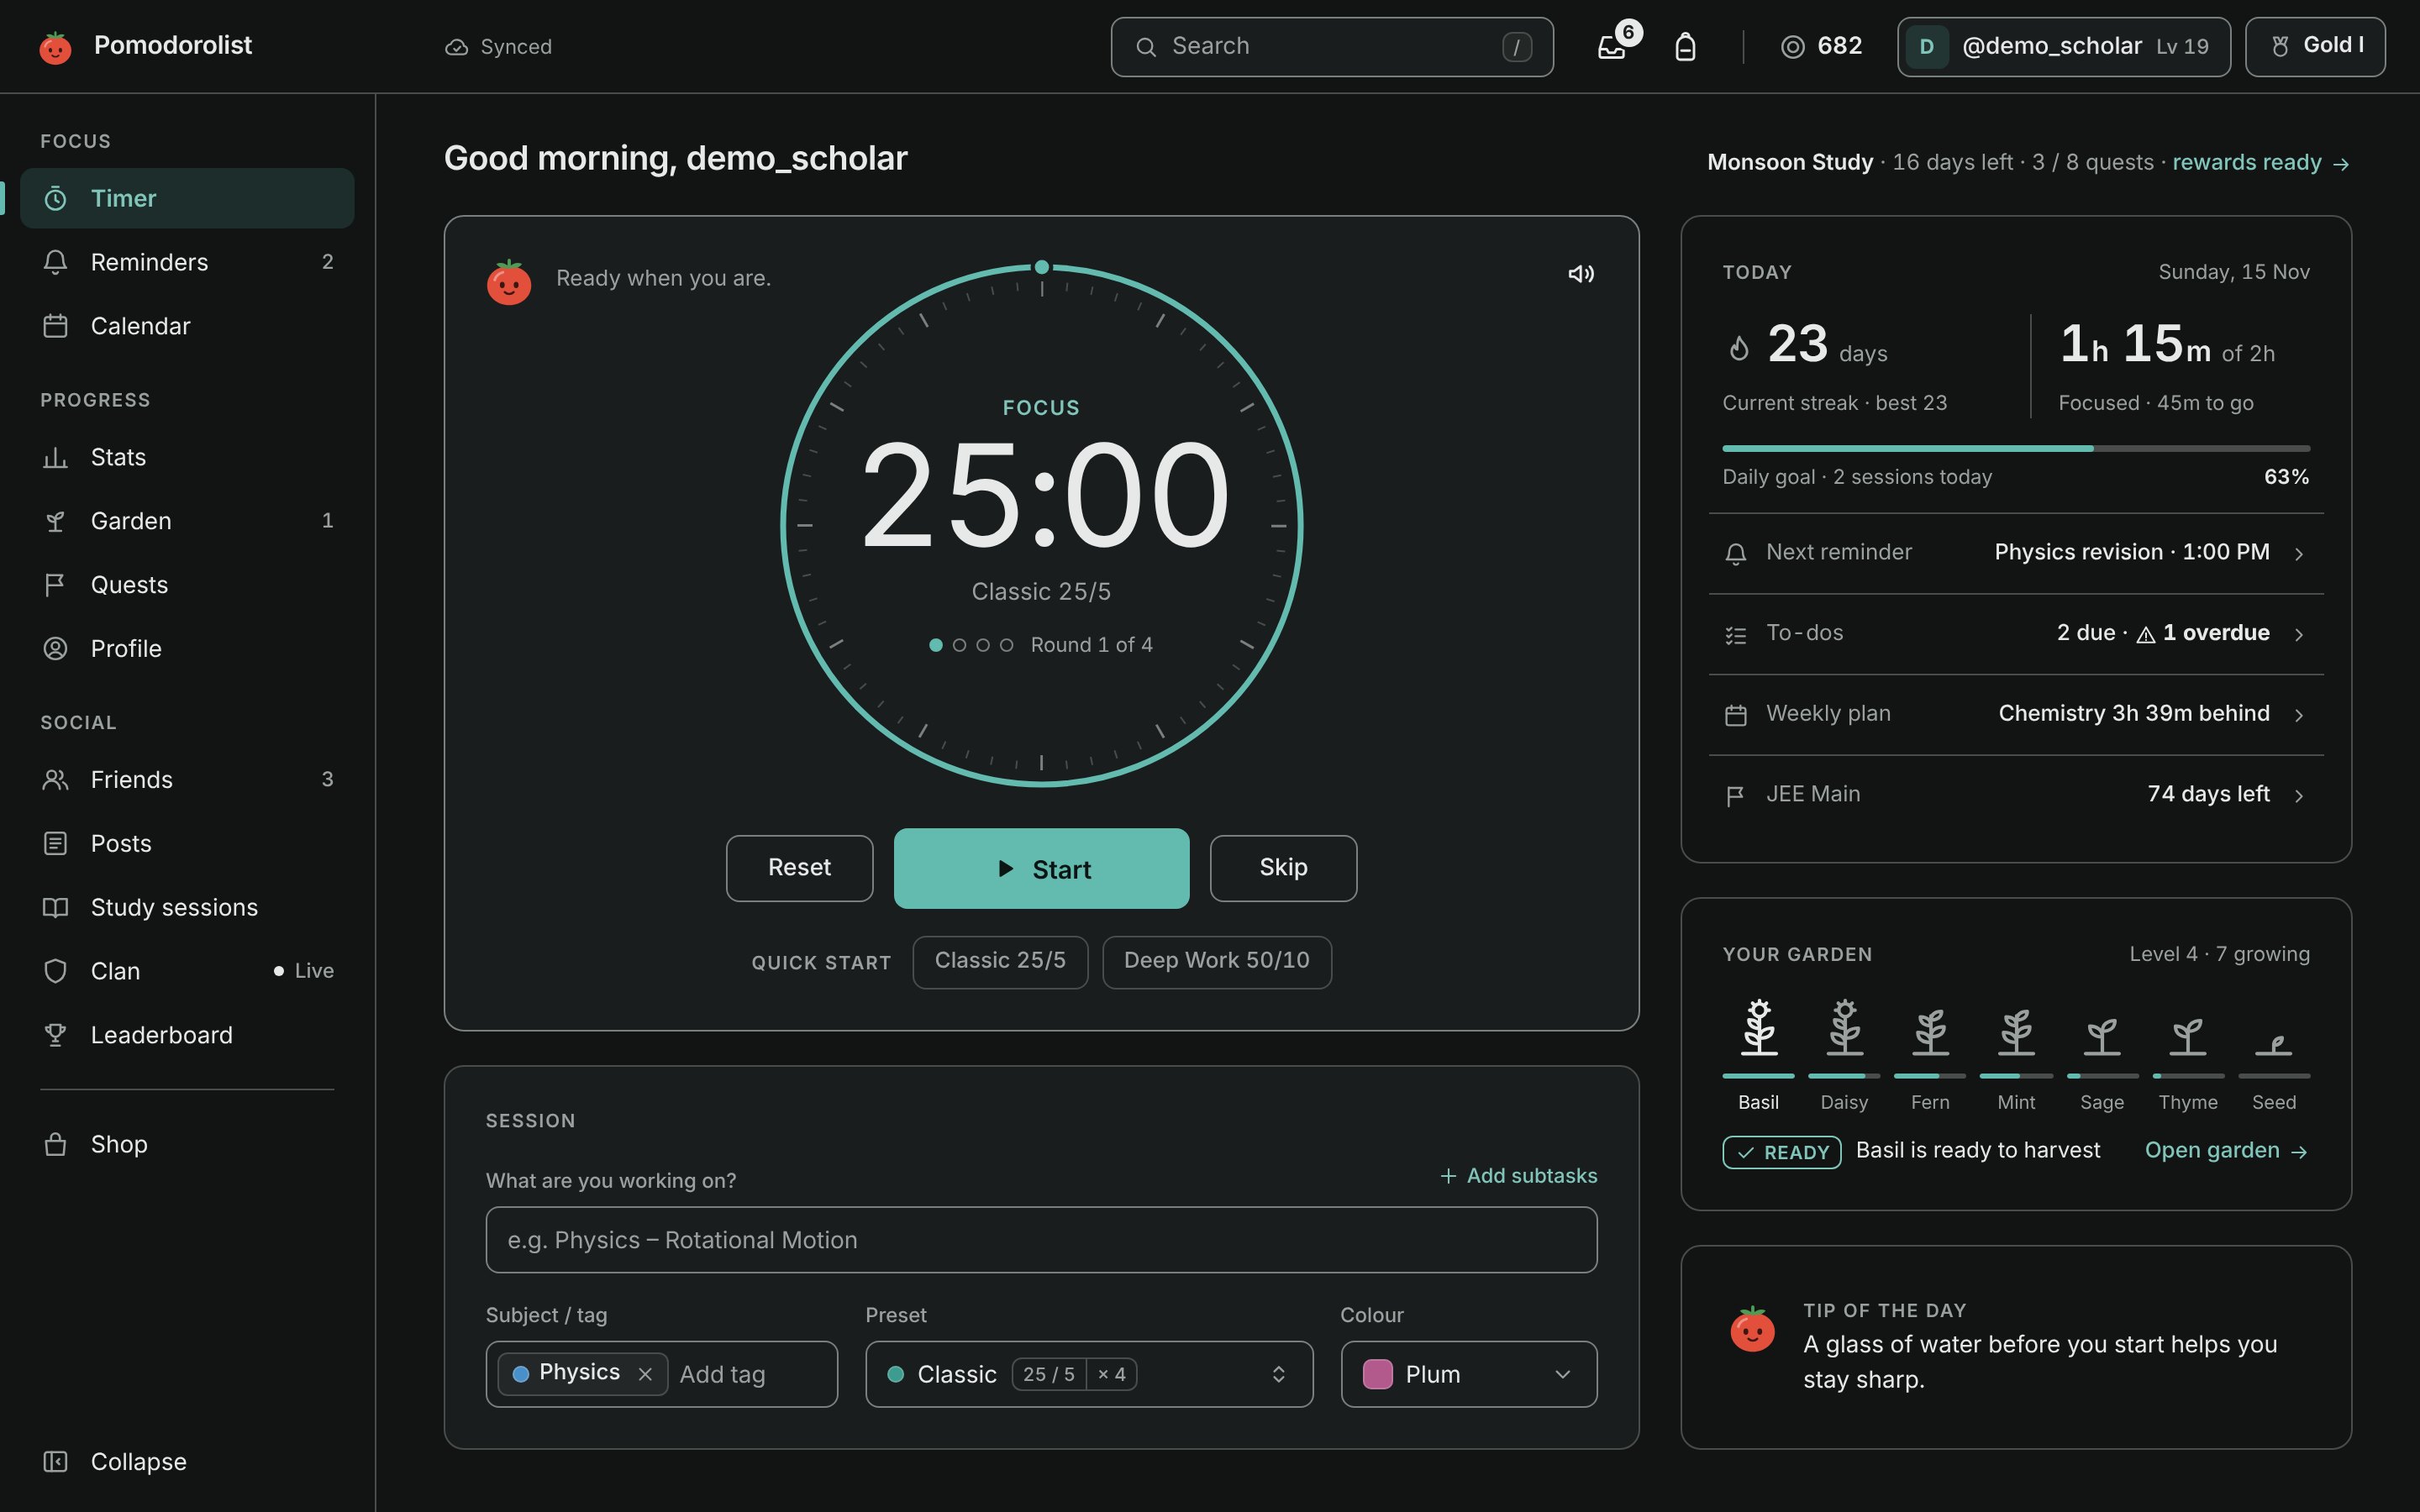 Pomodorolist
Synced
Search /
6
682
D @demo_scholar Lv 19
Gold I
FOCUS
Timer
Reminders 2
Calendar
PROGRESS
Stats
Garden 1
Quests
Profile
SOCIAL
Friends 3
Posts
Study sessions
Clan Live
Leaderboard
Shop
Collapse
Good morning, demo_scholar
Monsoon Study · 16 days left · 3 / 8 quests · rewards ready →
Ready when you are.
FOCUS
25:00
Classic 25/5
Round 1 of 4
Reset
Start
Skip
QUICK START Classic 25/5 Deep Work 50/10
SESSION
What are you working on? + Add subtasks
e.g. Physics – Rotational Motion
Subject / tag Preset Colour
Physics × Add tag Classic 25 / 5 × 4 Plum
TODAY Sunday, 15 Nov
23 days 1h 15m of 2h
Current streak · best 23 Focused · 45m to go
Daily goal · 2 sessions today 63%
Next reminder Physics revision · 1:00 PM
To-dos 2 due · 1 overdue
Weekly plan Chemistry 3h 39m behind
JEE Main 74 days left
YOUR GARDEN Level 4 · 7 growing
Basil Daisy Fern Mint Sage Thyme Seed
READY Basil is ready to harvest Open garden →
TIP OF THE DAY
A glass of water before you start helps you
stay sharp.